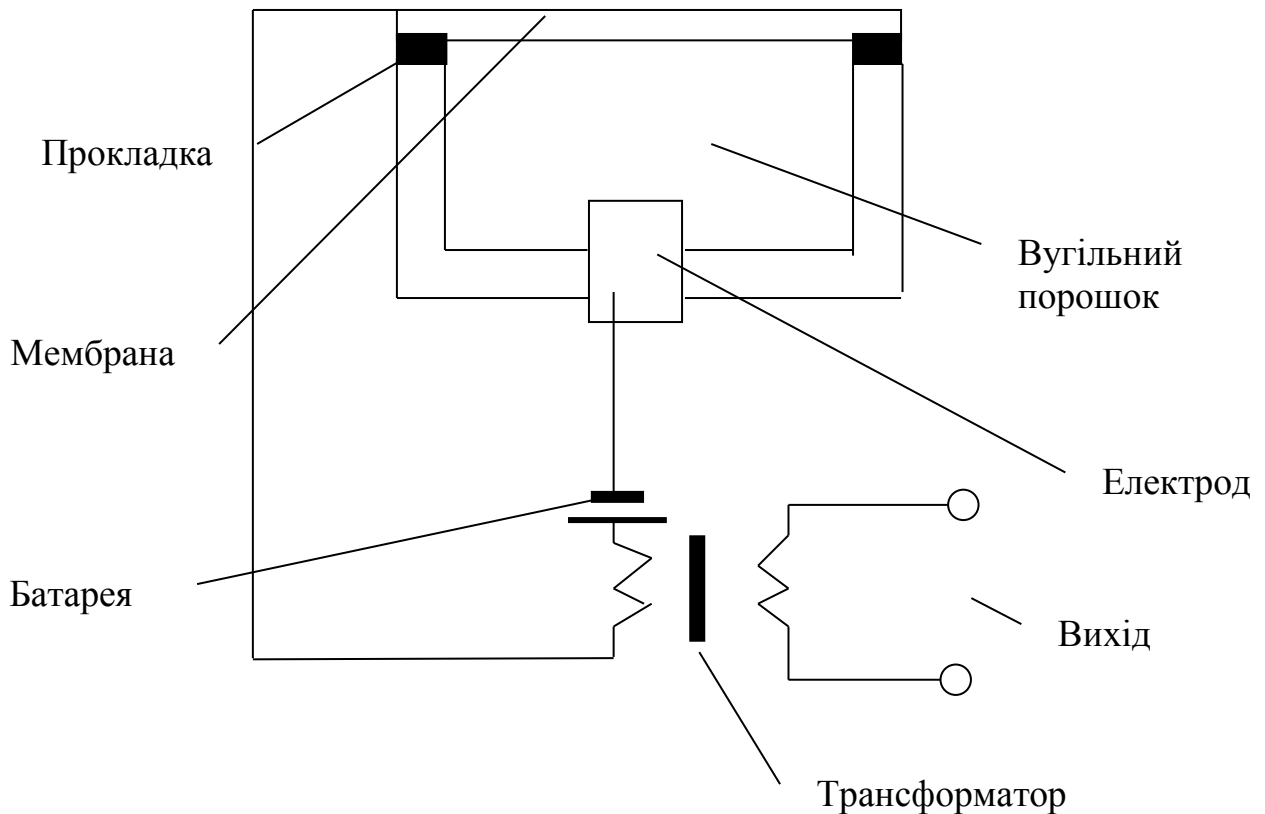 Прокладка
Вугільний
порошок
Мембрана
Електрод
Батарея
Вихід
Трансформатор